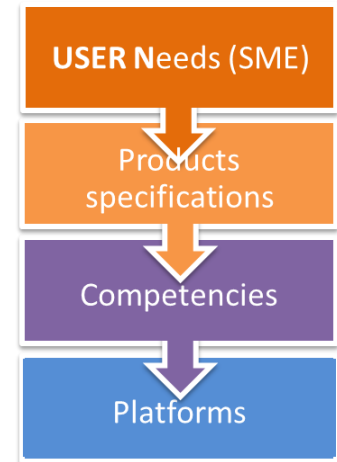 USER Needs (SME)
Products
specifications
Competencies
Platforms